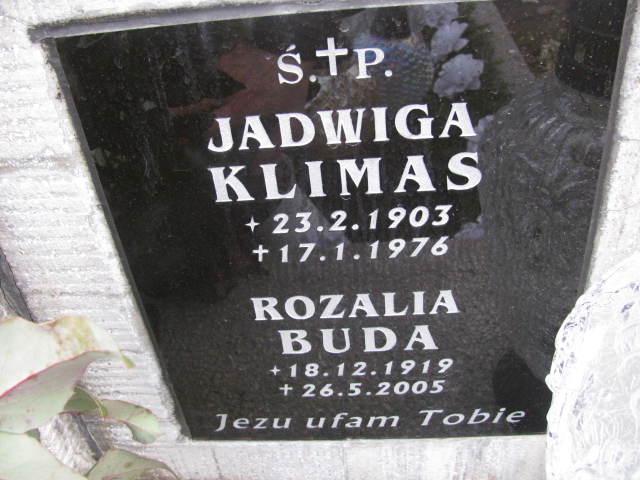 Ś.†P.
JADWIGA
KLIMAS
✦ 23.2.1903
† 17.1.1976
ROZALIA
BUDA
✦ 18.12.1919
† 26.5.2005
Jezu ufam Tobie